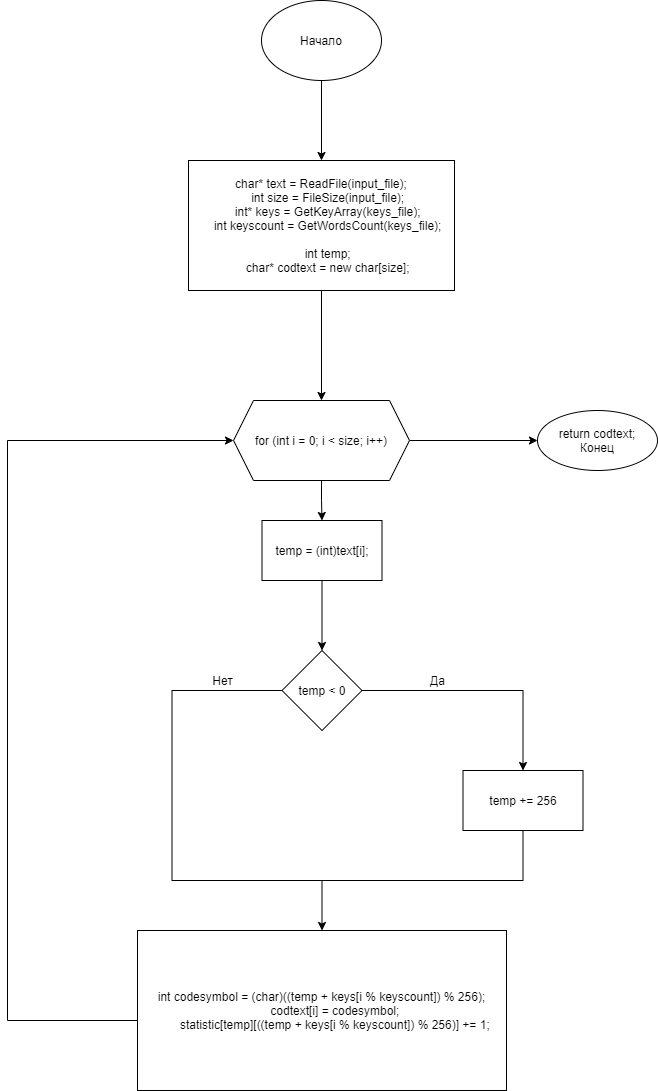 Начало
char* text = ReadFile(input_file);
int size = FileSize(input_file);
int* keys = GetKeyArray(keys_file);
int keyscount = GetWordsCount(keys_file);
int temp;
char* codtext = new char[size];
for (int i = 0; i < size; i++)
return codtext;
Конец
temp = (int)text[i];
Нет
temp < 0
Да
temp += 256
int codesymbol = (char)((temp + keys[i % keyscount]) % 256);
codtext[i] = codesymbol;
statistic[temp][((temp + keys[i % keyscount]) % 256)] += 1;